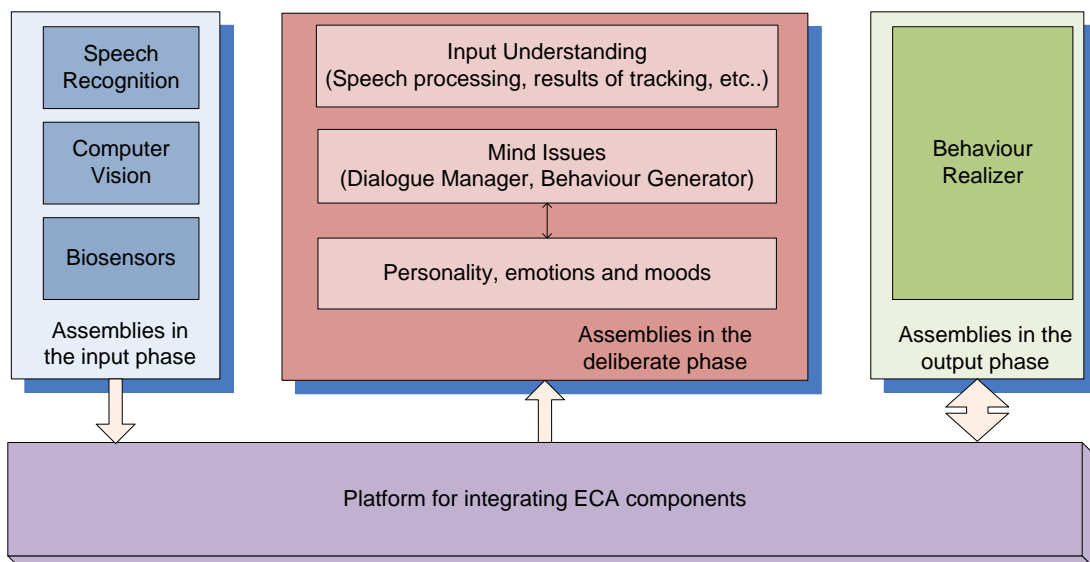 Speech
Recognition
Computer
Vision
Biosensors
Assemblies in
the input phase
Input Understanding
(Speech processing, results of tracking, etc..)
Mind Issues
(Dialogue Manager, Behaviour Generator)
Personality, emotions and moods
Assemblies in the
deliberate phase
Behaviour
Realizer
Assemblies in the
output phase
Platform for integrating ECA components